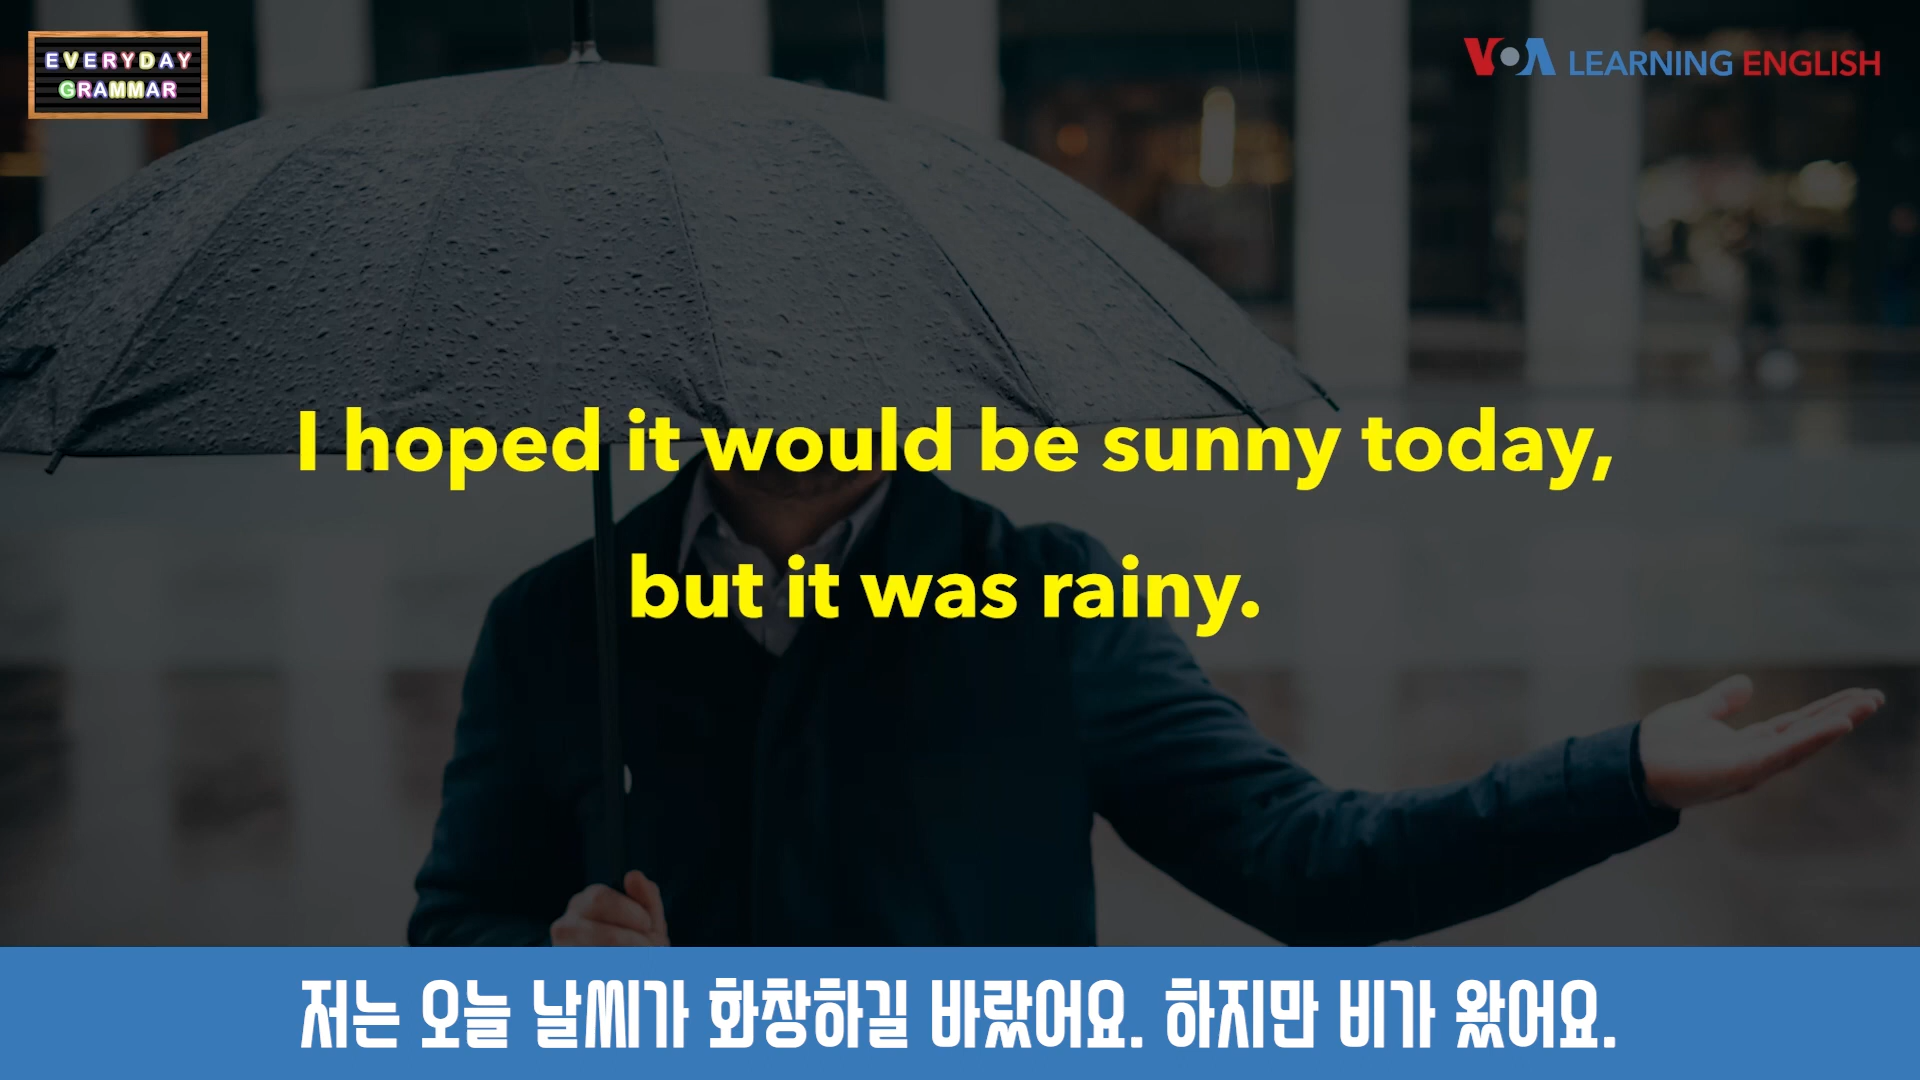 EVERYDAY
GRAMMAR
VOA LEARNING ENGLISH
I hoped it would be sunny today,
but it was rainy.
저는 오늘 날씨가 화창하길 바랐어요. 하지만 비가 왔어요.